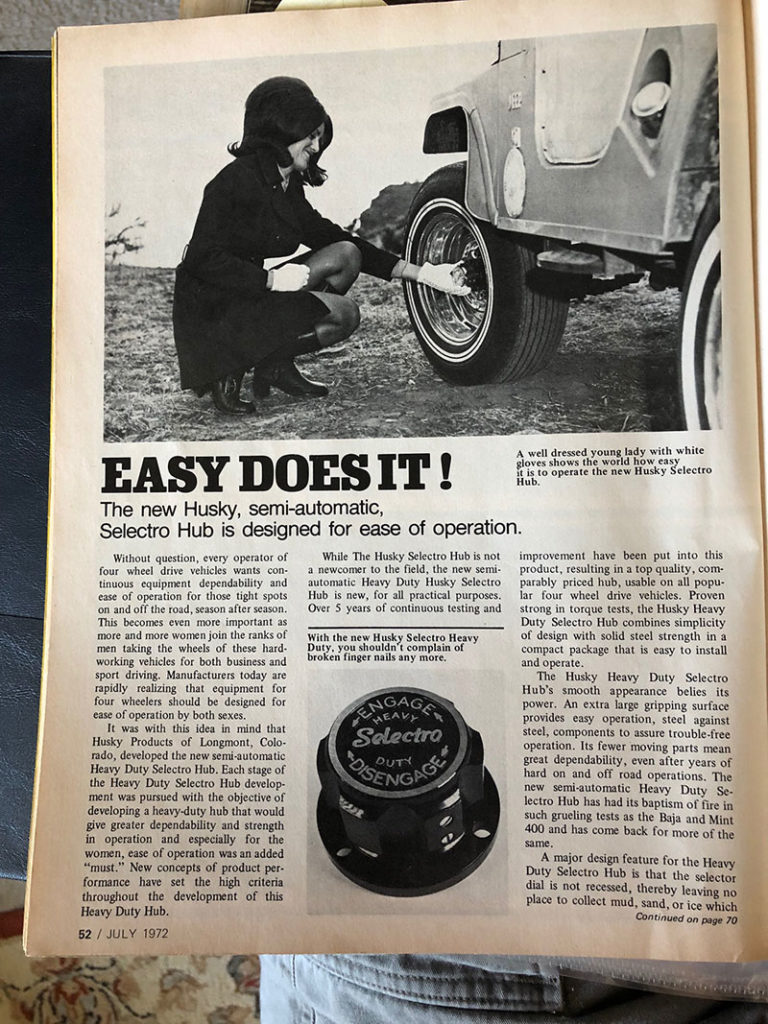 A well dressed young lady with white
gloves shows the world how easy
it is to operate the new Husky Selectro
Hub.
EASY DOES IT!
The new Husky, semi-automatic,
Selectro Hub is designed for ease of operation.
Without question, every operator of
four wheel drive vehicles wants con-
tinuous equipment dependability and
ease of operation for those tight spots
on and off the road, season after season.
This becomes even more important as
more and more women join the ranks of
men taking the wheels of these hard-
working vehicles for both business and
sport driving. Manufacturers today are
rapidly realizing that equipment for
four wheelers should be designed for
ease of operation by both sexes.
It was with this idea in mind that
Husky Products of Longmont, Colo-
rado, developed the new semi-automatic
Heavy Duty Selectro Hub. Each stage of
the Heavy Duty Selectro Hub develop-
ment was pursued with the objective of
developing a heavy-duty hub that would
give greater dependability and strength
in operation and especially for the
women, ease of operation was an added
"must." New concepts of product per-
formance have set the high criteria
throughout the development of this
Heavy Duty Hub.
While The Husky Selectro Hub is not
a newcomer to the field, the new semi-
automatic Heavy Duty Husky Selectro
Hub is new, for all practical purposes.
Over 5 years of continuous testing and
With the new Husky Selectro Heavy
Duty, you shouldn't complain of
broken finger nails any more.
ENGAGE
HEAVY
Selectro
DUTY
DISENGAGE
improvement have been put into this
product, resulting in a top quality, com-
parably priced hub, usable on all popu-
lar four wheel drive vehicles. Proven
strong in torque tests, the Husky Heavy
Duty Selectro Hub combines simplicity
of design with solid steel strength in a
compact package that is easy to install
and operate.
The Husky Heavy Duty Selectro
Hub's smooth appearance belies its
power. An extra large gripping surface
provides easy operation, steel against
steel, components to assure trouble-free
operation. Its fewer moving parts mean
great dependability, even after years of
hard on and off road operations. The
new semi-automatic Heavy Duty Se-
lectro Hub has had its baptism of fire in
such grueling tests as the Baja and Mint
400 and has come back for more of the
same.
A major design feature for the Heavy
Duty Selectro Hub is that the selector
dial is not recessed, thereby leaving no
place to collect mud, sand, or ice which
Continued on page 70
52 / JULY 1972